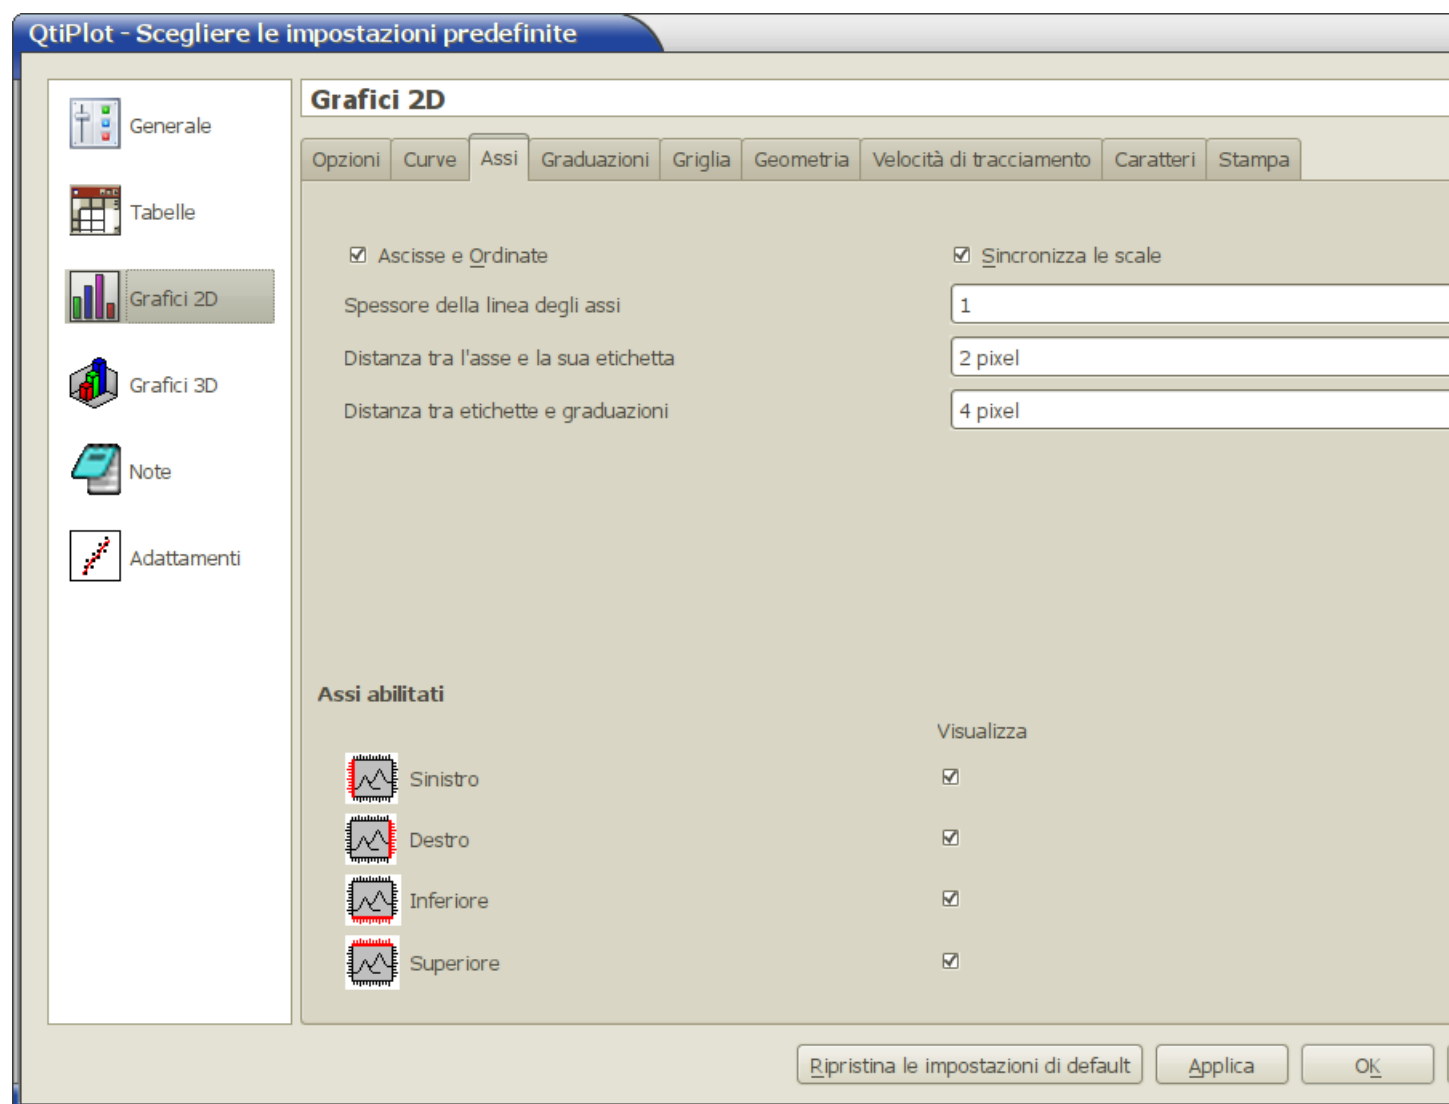 QtiPlot - Scegliere le impostazioni predefinite
Generale
Tabelle
Grafici 2D
Grafici 3D
Note
Adattamenti
Grafici 2D
Opzioni Curve Assi Graduazioni Griglia Geometria Velocità di tracciamento Caratteri Stampa
Ascisse e Ordinate Sincronizza le scale
Spessore della linea degli assi 1
Distanza tra l'asse e la sua etichetta 2 pixel
Distanza tra etichette e graduazioni 4 pixel
Assi abilitati
Visualizza
Sinistro
Destro
Inferiore
Superiore
Ripristina le impostazioni di default Applica OK